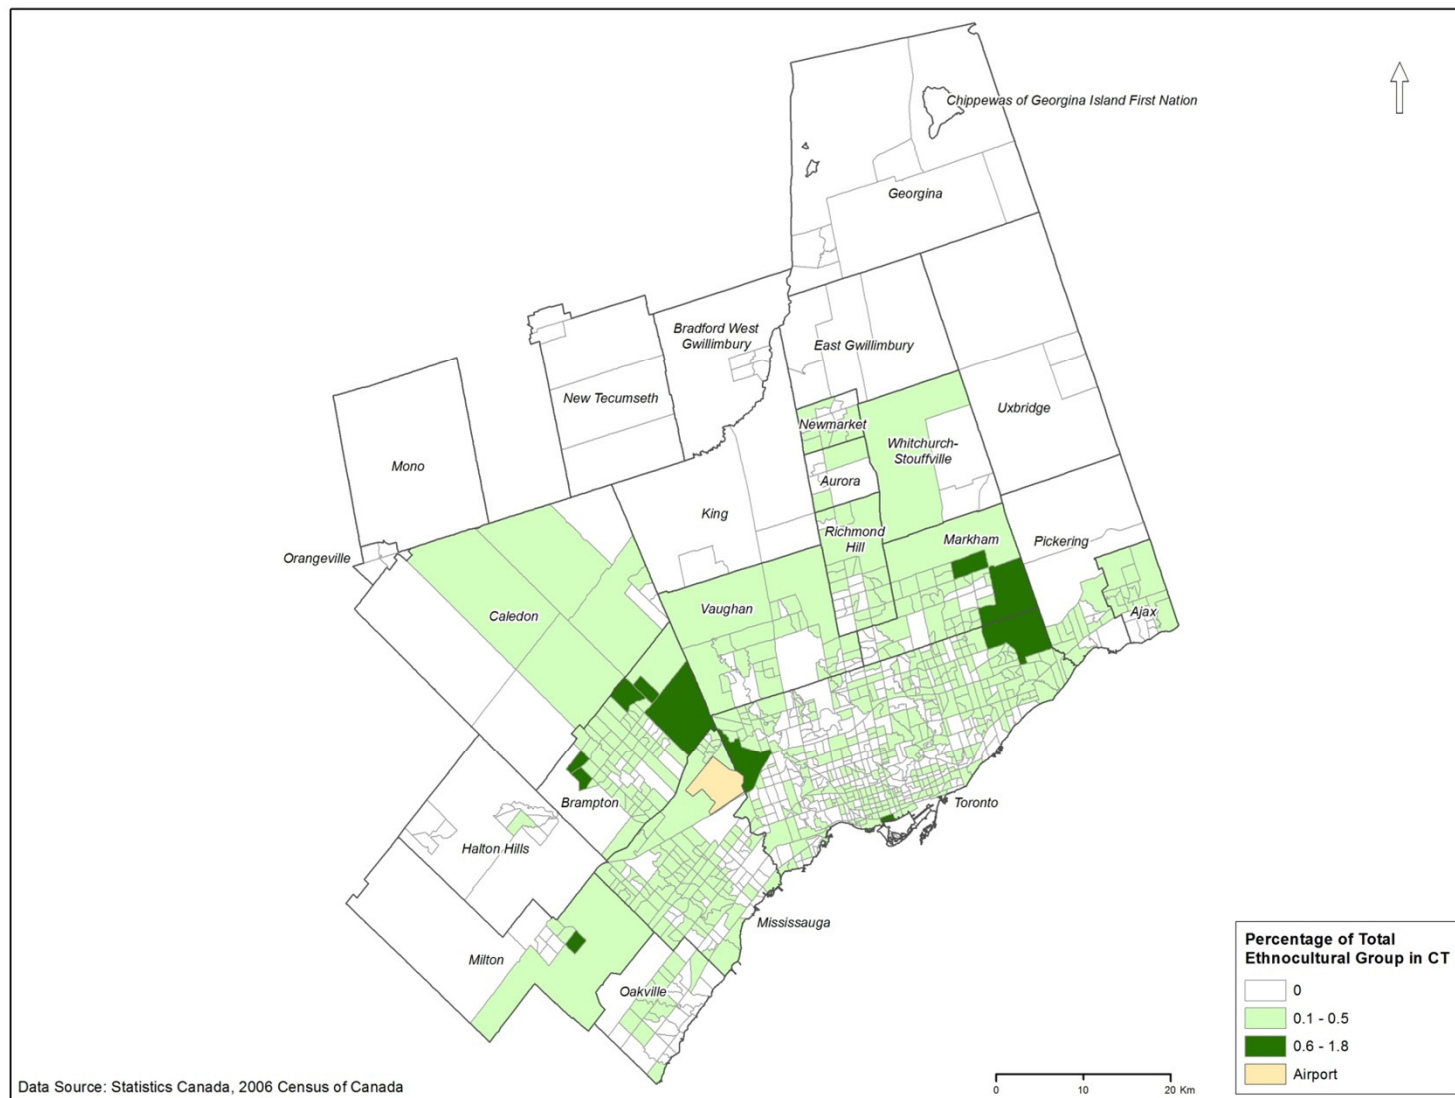 Chippewas of Georgina Island First Nation
Georgina
Bradford West
Gwillimbury
East Gwillimbury
New Tecumseth
Uxbridge
Newmarket
Whitchurch-
Stouffville
Mono
Aurora
King
Richmond
Hill
Markham
Pickering
Orangeville
Vaughan
Ajax
Caledon
Brampton
Toronto
Halton Hills
Mississauga
Milton
Oakville
Percentage of Total
Ethnocultural Group in CT
0
0.1 - 0.5
0.6 - 1.8
Airport
0 10 20 Km
Data Source: Statistics Canada, 2006 Census of Canada